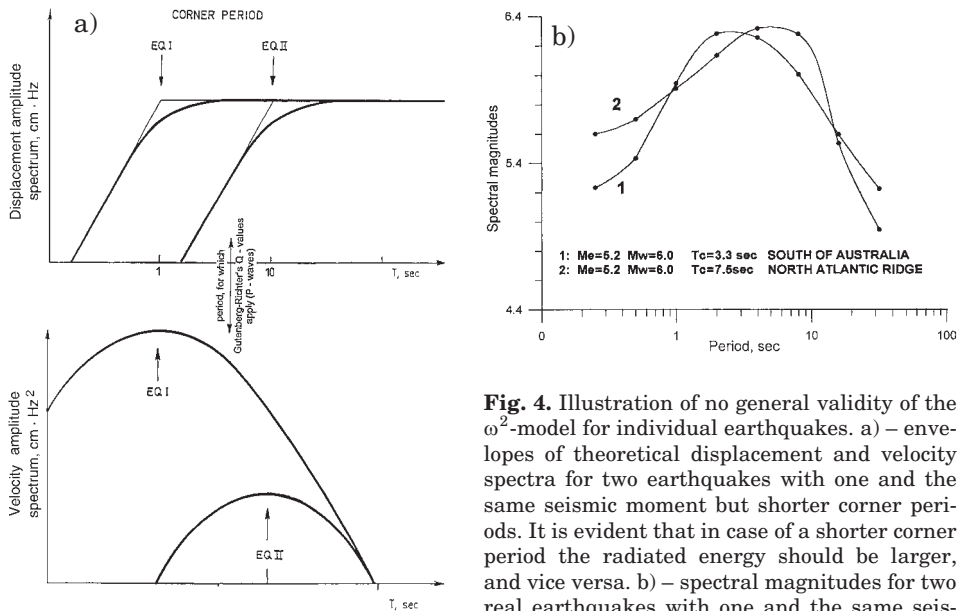 a)
CORNER PERIOD
EQ I
EQ II
Displacement amplitude
spectrum, cm · Hz
1
10
T, sec
period, for which
Gutenberg-Richter's Q - values
apply (P - waves)
Velocity amplitude
spectrum, cm · Hz²
EQ I
EQ II
T, sec
b)
6.4
5.4
4.4
Spectral magnitudes
2
1
1: Me=5.2 Mw=6.0 Tc=3.3 sec SOUTH OF AUSTRALIA
2: Me=5.2 Mw=6.0 Tc=7.5sec NORTH ATLANTIC RIDGE
0
1
10
100
Period, sec
Fig. 4. Illustration of no general validity of the
ω²-model for individual earthquakes. a) – enve-
lopes of theoretical displacement and velocity
spectra for two earthquakes with one and the
same seismic moment but shorter corner peri-
ods. It is evident that in case of a shorter corner
period the radiated energy should be larger,
and vice versa. b) – spectral magnitudes for two
real earthquakes with one and the same seis-